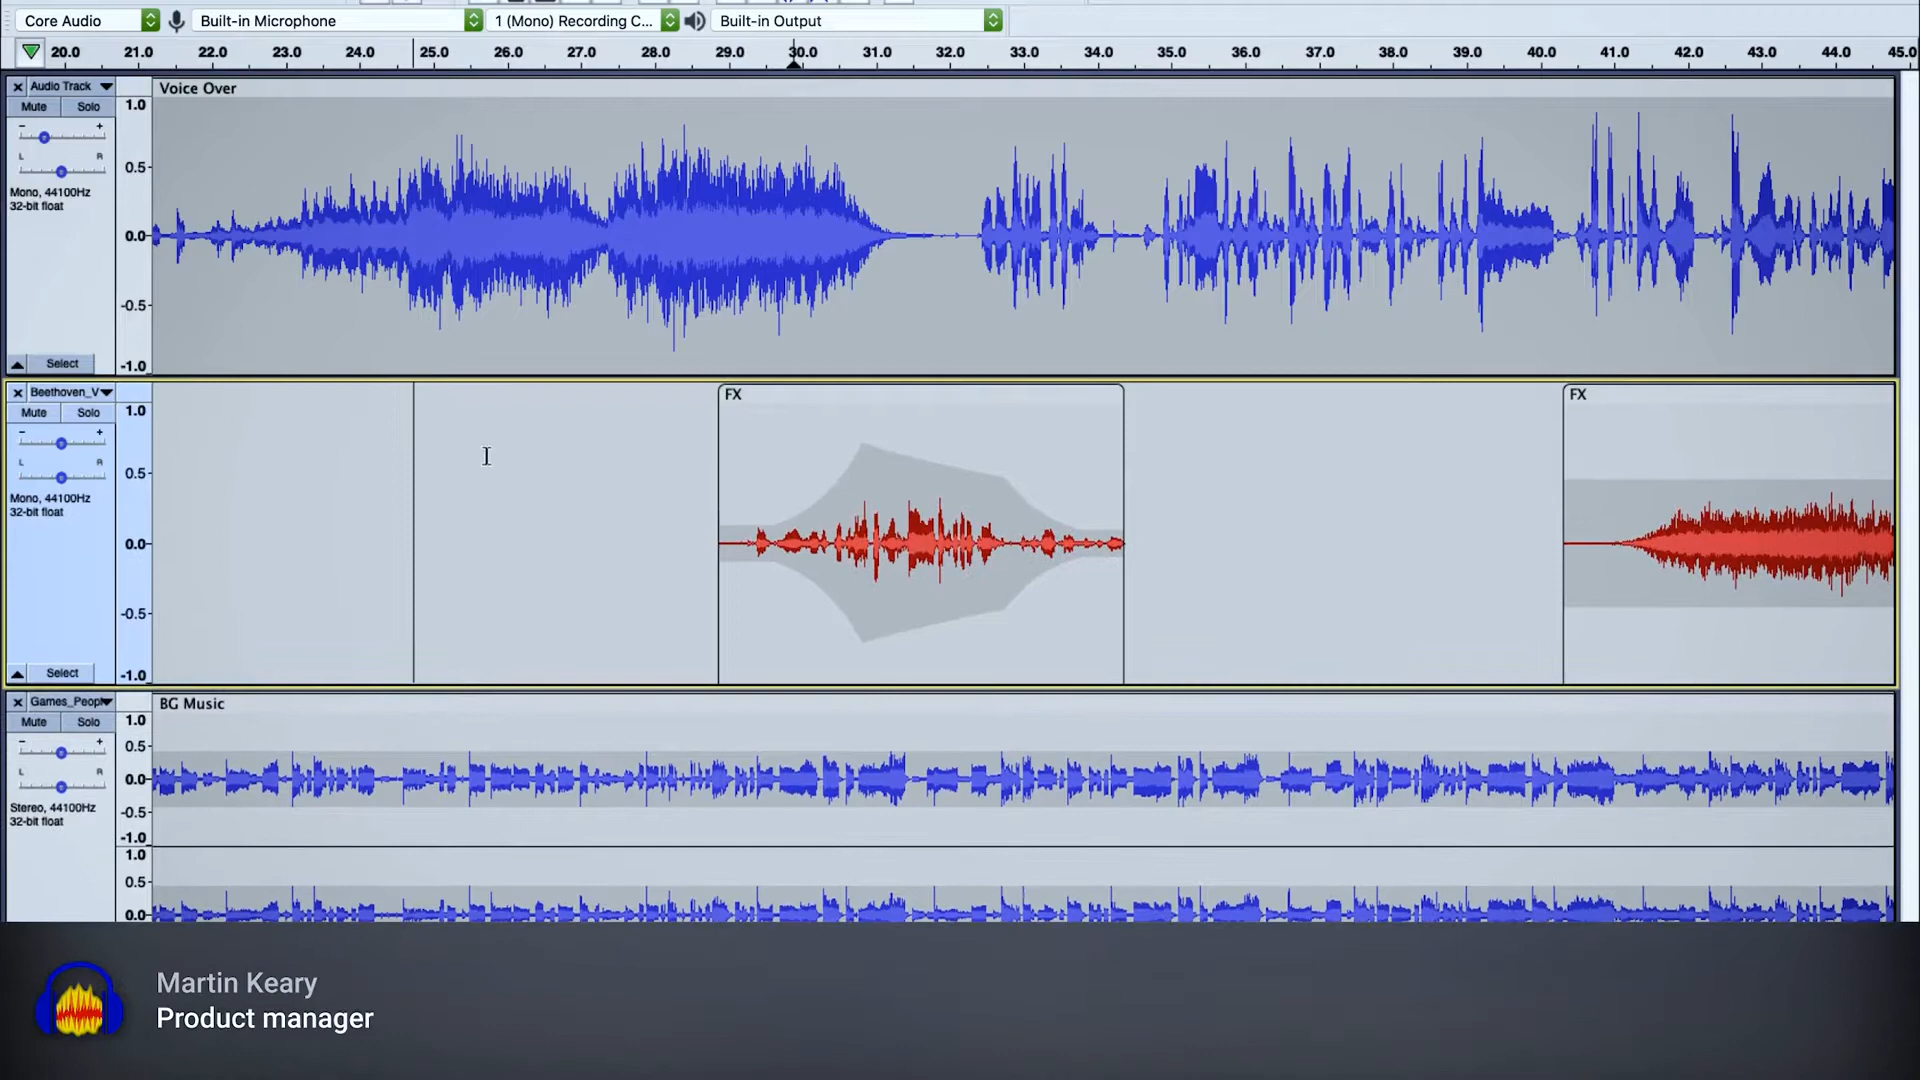 Core Audio Built-in Microphone 1 (Mono) Recording C... Built-in Output
20.0 21.0 22.0 23.0 24.0 25.0 26.0 27.0 28.0 29.0 30.0 31.0 32.0 33.0 34.0 35.0 36.0 37.0 38.0 39.0 40.0 41.0 42.0 43.0 44.0 45.0
Audio Track
Voice Over
Mute Solo
- +
L R
Mono, 44100Hz
32-bit float
Select
1.0
0.5
0.0
-0.5
-1.0
Beethoven_V
FX
FX
Mute Solo
- +
L R
Mono, 44100Hz
32-bit float
Select
1.0
0.5
0.0
-0.5
-1.0
Games_Peopl
BG Music
Mute Solo
- +
L R
Stereo, 44100Hz
32-bit float
1.0
0.5
0.0
-0.5
-1.0
1.0
0.5
0.0
Martin Keary
Product manager